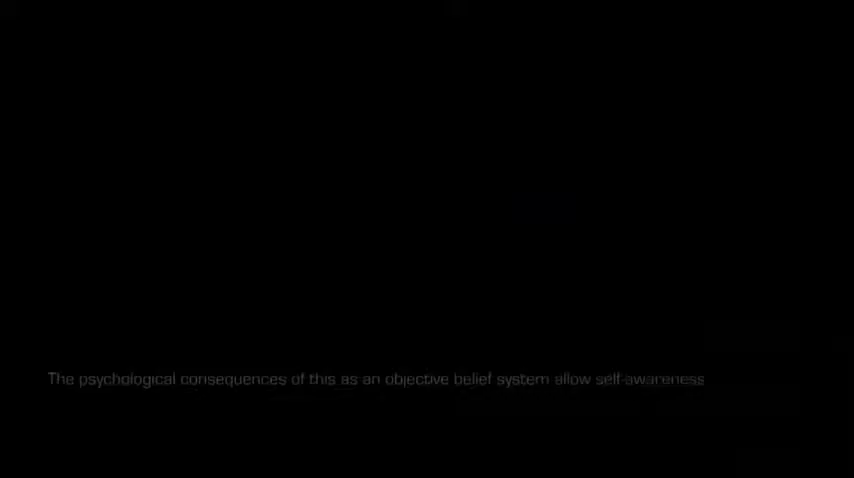 The psychological consequences of this as an objective belief system allow self-awareness